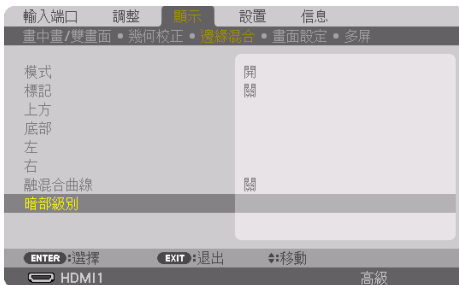 輸入端口 調整 顯示 設置 信息
畫中畫/雙畫面 • 幾何校正 • 邊緣混合 • 畫面設定 • 多屏
模式 開
標記 關
上方
底部
左
右
融混合曲線 關
暗部級別
ENTER :選擇 EXIT :退出 :移動
HDMI1 高級